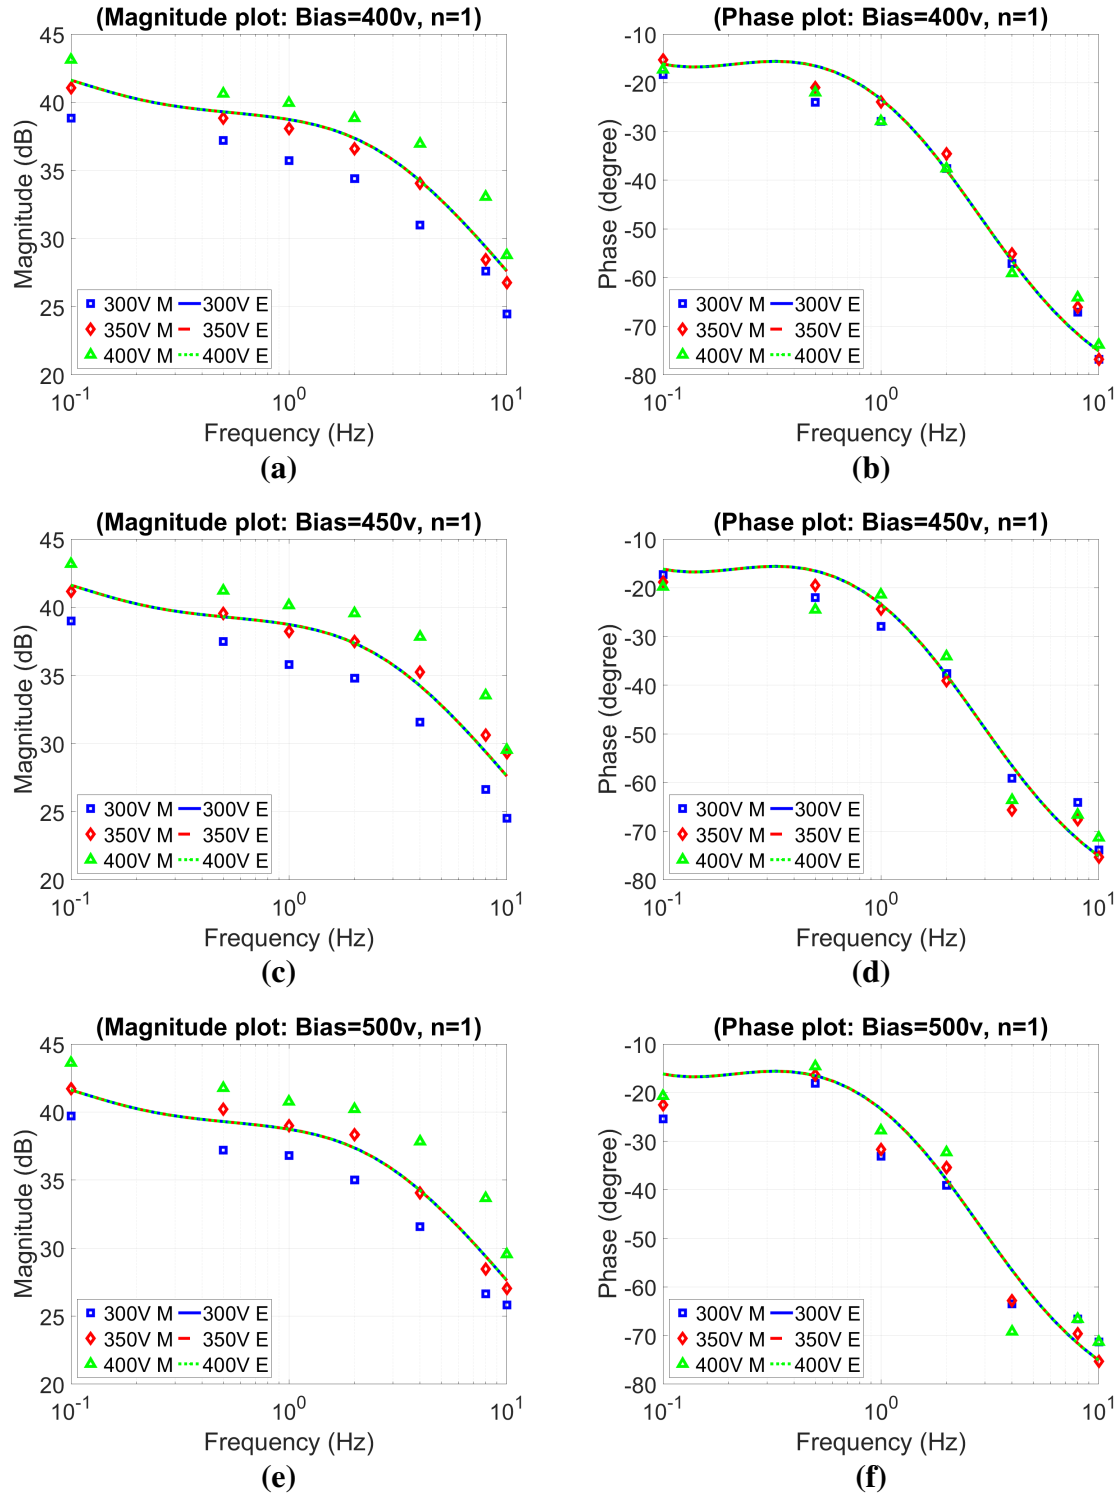 (Magnitude plot: Bias=400v, n=1)
45
40
35
30
25
20
Magnitude (dB)
300V M 300V E
350V M 350V E
400V M 400V E
10^-1 10^0 10^1
Frequency (Hz)
(a)
(Phase plot: Bias=400v, n=1)
-10
-20
-30
-40
-50
-60
-70
-80
Phase (degree)
300V M 300V E
350V M 350V E
400V M 400V E
10^-1 10^0 10^1
Frequency (Hz)
(b)
(Magnitude plot: Bias=450v, n=1)
45
40
35
30
25
20
Magnitude (dB)
300V M 300V E
350V M 350V E
400V M 400V E
10^-1 10^0 10^1
Frequency (Hz)
(c)
(Phase plot: Bias=450v, n=1)
-10
-20
-30
-40
-50
-60
-70
-80
Phase (degree)
300V M 300V E
350V M 350V E
400V M 400V E
10^-1 10^0 10^1
Frequency (Hz)
(d)
(Magnitude plot: Bias=500v, n=1)
45
40
35
30
25
20
Magnitude (dB)
300V M 300V E
350V M 350V E
400V M 400V E
10^-1 10^0 10^1
Frequency (Hz)
(e)
(Phase plot: Bias=500v, n=1)
-10
-20
-30
-40
-50
-60
-70
-80
Phase (degree)
300V M 300V E
350V M 350V E
400V M 400V E
10^-1 10^0 10^1
Frequency (Hz)
(f)